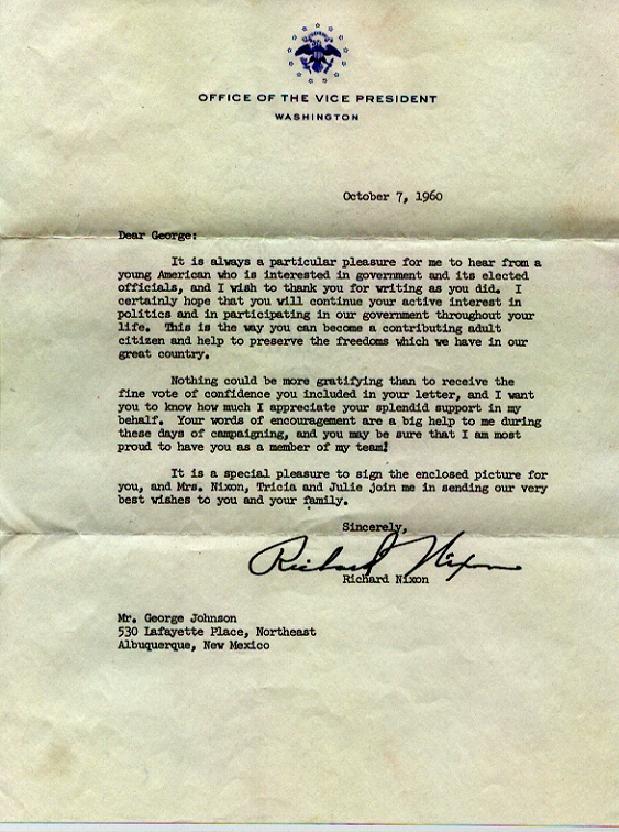 OFFICE OF THE VICE PRESIDENT
WASHINGTON
October 7, 1960
Dear George:
It is always a particular pleasure for me to hear from a
young American who is interested in government and its elected
officials, and I wish to thank you for writing as you did. I
certainly hope that you will continue your active interest in
politics and in participating in our government throughout your
life. This is the way you can become a contributing adult
citizen and help to preserve the freedoms which we have in our
great country.
Nothing could be more gratifying than to receive the
fine vote of confidence you included in your letter, and I want
you to know how much I appreciate your splendid support in my
behalf. Your words of encouragement are a big help to me during
these days of campaigning, and you may be sure that I am most
proud to have you as a member of my team!
It is a special pleasure to sign the enclosed picture for
you, and Mrs. Nixon, Tricia and Julie join me in sending our very
best wishes to you and your family.
Sincerely,
Richard Nixon
Richard Nixon
Mr. George Johnson
530 Lafayette Place, Northeast
Albuquerque, New Mexico